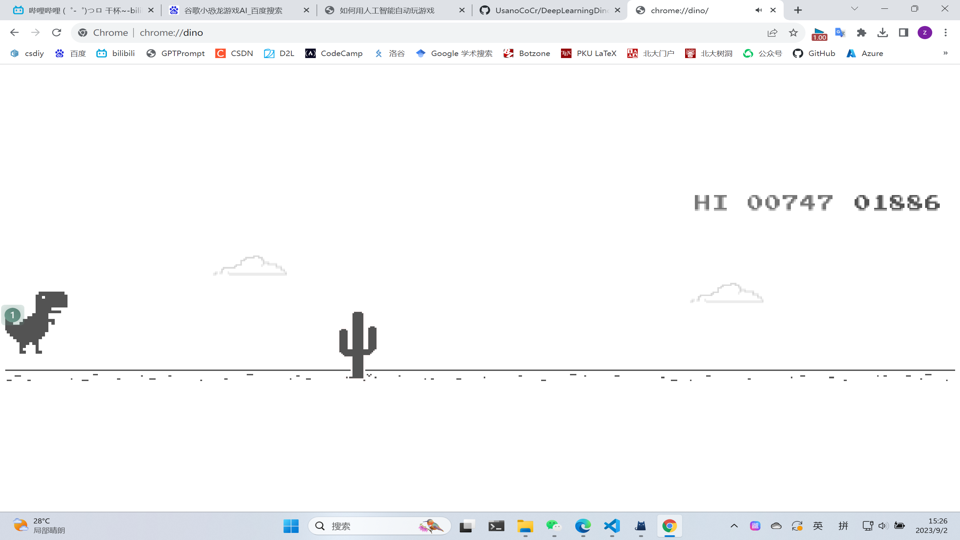 哔哩哔哩 (゜-゜)つロ 干杯~-bili
谷歌小恐龙游戏AI_百度搜索
如何用人工智能自动玩游戏
UsanoCoCr/DeepLearningDin
chrome://dino/
Chrome | chrome://dino
1.00
z
csdiy
百度
bilibili
GPTPrompt
CSDN
D2L
CodeCamp
洛谷
Google 学术搜索
Botzone
PKU LaTeX
北大门户
北大树洞
公众号
GitHub
Azure
»
HI 00747 01886
1
28°C
局部晴朗
搜索
英
拼
15:26
2023/9/2